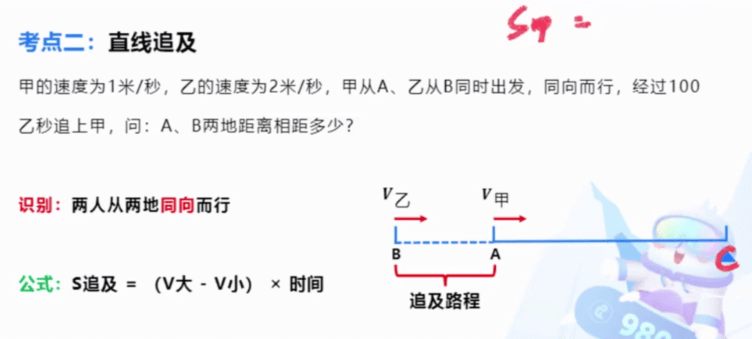 S甲 =
考点二：直线追及
甲的速度为1米/秒，乙的速度为2米/秒，甲从A、乙从B同时出发，同向而行，经过100
乙秒追上甲，问：A、B两地距离相距多少？
识别：两人从两地同向而行
V乙 V甲
B A C
公式：S追及 = （V大 - V小） × 时间
追及路程
980